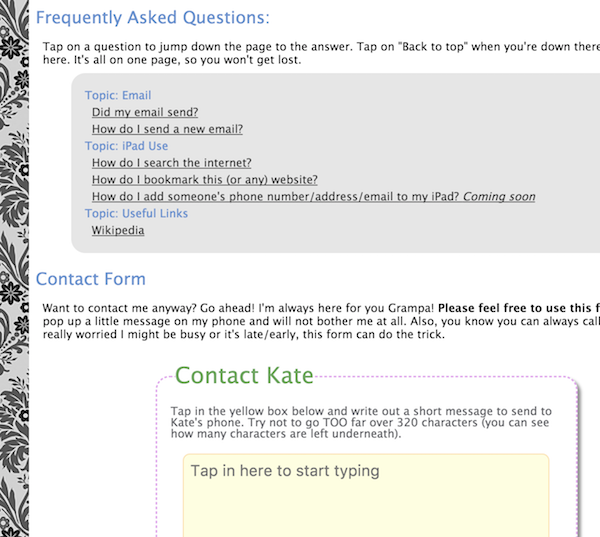 Frequently Asked Questions:
Tap on a question to jump down the page to the answer. Tap on "Back to top" when you're down there
here. It's all on one page, so you won't get lost.
Topic: Email
Did my email send?
How do I send a new email?
Topic: iPad Use
How do I search the internet?
How do I bookmark this (or any) website?
How do I add someone's phone number/address/email to my iPad? Coming soon
Topic: Useful Links
Wikipedia
Contact Form
Want to contact me anyway? Go ahead! I'm always here for you Grampa! Please feel free to use this f
pop up a little message on my phone and will not bother me at all. Also, you know you can always call
really worried I might be busy or it's late/early, this form can do the trick.
Contact Kate
Tap in the yellow box below and write out a short message to send to
Kate's phone. Try not to go TOO far over 320 characters (you can see
how many characters are left underneath).
Tap in here to start typing